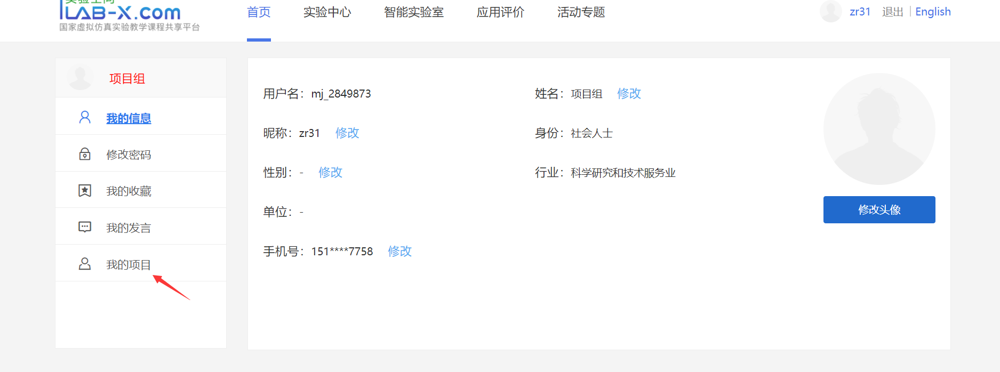 实验空间
ILAB-X.com
国家虚拟仿真实验教学课程共享平台
首页 实验中心 智能实验室 应用评价 活动专题
zr31 退出 | English
项目组
我的信息
修改密码
我的收藏
我的发言
我的项目
用户名：mj_2849873
姓名：项目组 修改
昵称：zr31 修改
身份：社会人士
性别：- 修改
行业：科学研究和技术服务业
单位：-
手机号：151****7758 修改
修改头像